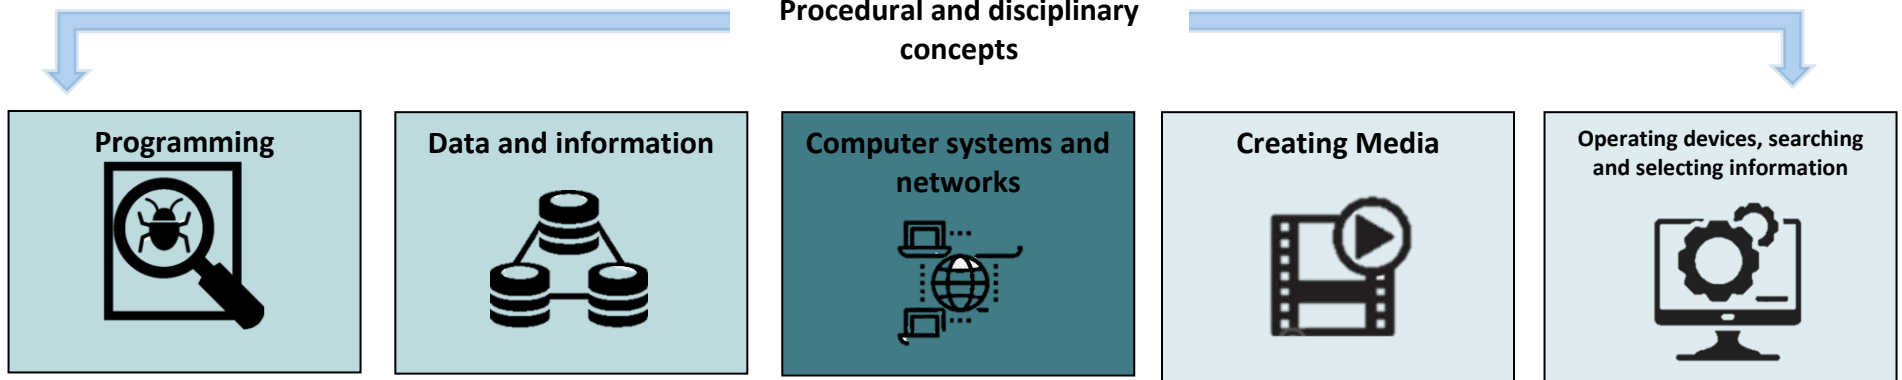 Procedural and disciplinary
concepts
Programming
Data and information
Computer systems and
networks
Creating Media
Operating devices, searching
and selecting information